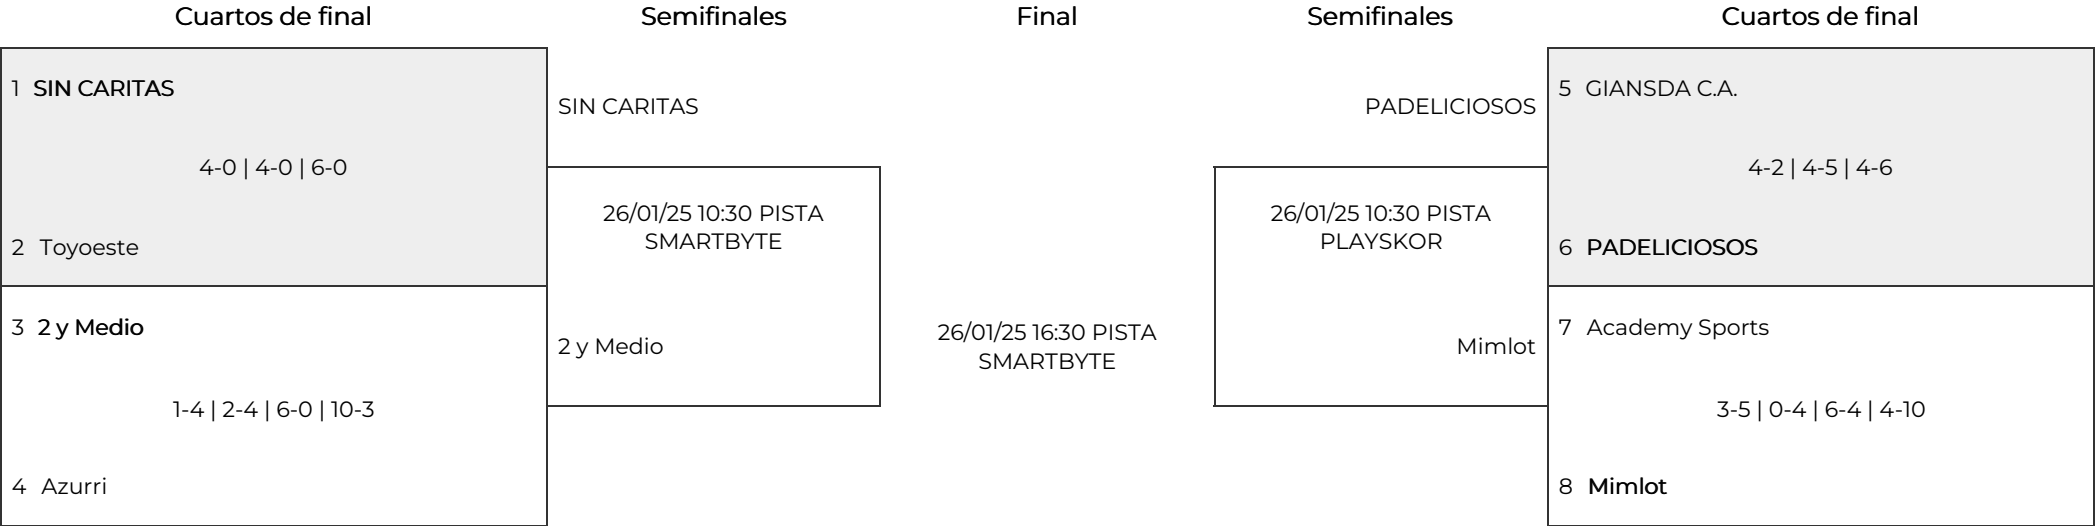 Cuartos de final
Semifinales
Final
Semifinales
Cuartos de final
1 SIN CARITAS
4-0 | 4-0 | 6-0
2 Toyoeste
3 2 y Medio
1-4 | 2-4 | 6-0 | 10-3
4 Azurri
SIN CARITAS
26/01/25 10:30 PISTA
SMARTBYTE
2 y Medio
26/01/25 16:30 PISTA
SMARTBYTE
PADELICIOSOS
26/01/25 10:30 PISTA
PLAYSKOR
Mimlot
5 GIANSDA C.A.
4-2 | 4-5 | 4-6
6 PADELICIOSOS
7 Academy Sports
3-5 | 0-4 | 6-4 | 4-10
8 Mimlot